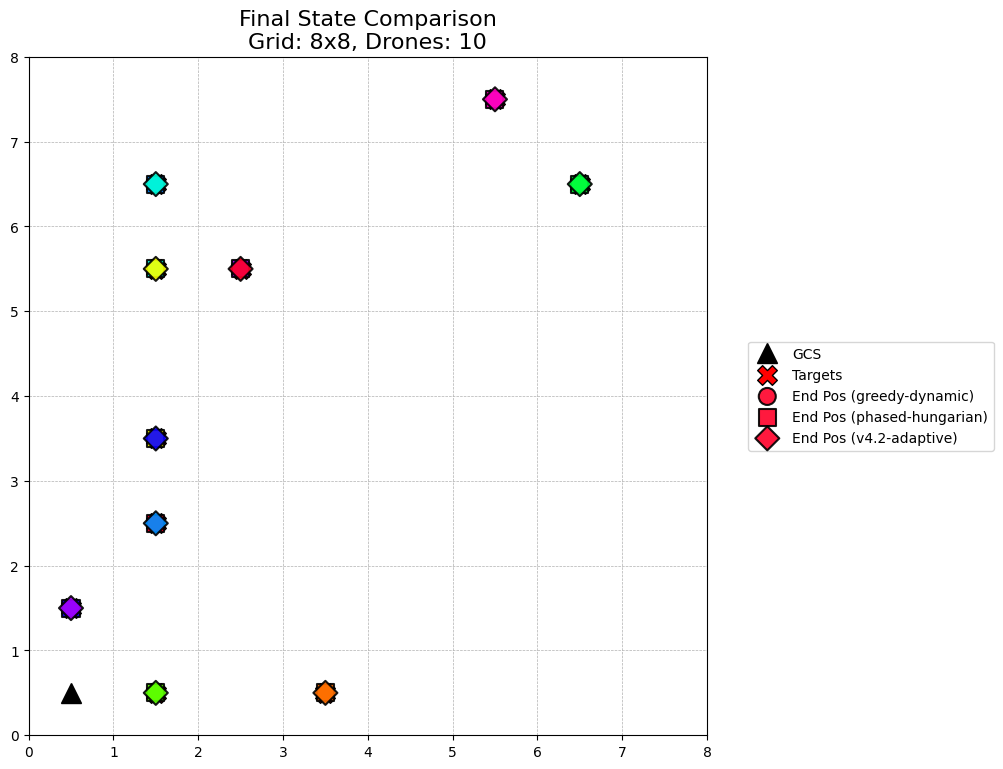 Final State Comparison
Grid: 8x8, Drones: 10
8
7
6
5
4
3
2
1
0
0 1 2 3 4 5 6 7 8
GCS
Targets
End Pos (greedy-dynamic)
End Pos (phased-hungarian)
End Pos (v4.2-adaptive)